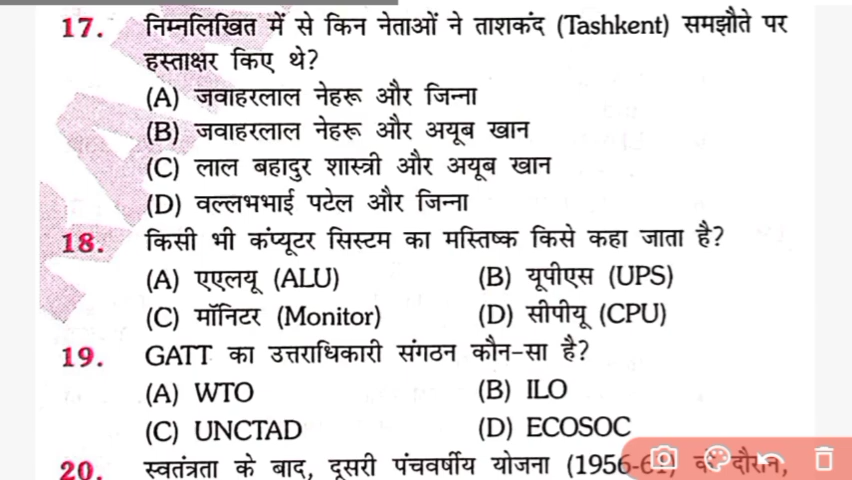 17. निम्नलिखित में से किन नेताओं ने ताशकंद (Tashkent) समझौते पर
हस्ताक्षर किए थे?
(A) जवाहरलाल नेहरू और जिन्ना
(B) जवाहरलाल नेहरू और अयूब खान
(C) लाल बहादुर शास्त्री और अयूब खान
(D) वल्लभभाई पटेल और जिन्ना
18. किसी भी कंप्यूटर सिस्टम का मस्तिष्क किसे कहा जाता है?
(A) एएलयू (ALU) (B) यूपीएस (UPS)
(C) मॉनिटर (Monitor) (D) सीपीयू (CPU)
19. GATT का उत्तराधिकारी संगठन कौन-सा है?
(A) WTO (B) ILO
(C) UNCTAD (D) ECOSOC
20. स्वतंत्रता के बाद, दूसरी पंचवर्षीय योजना (1956-61) के दौरान,